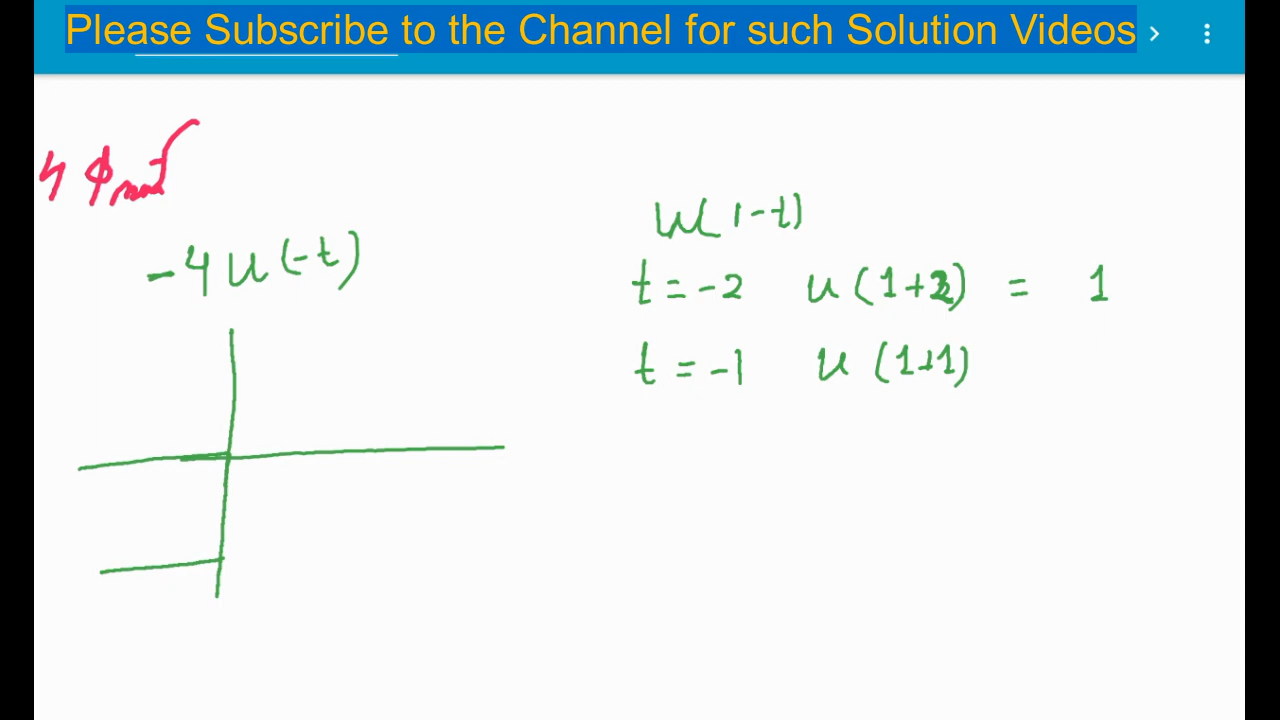 Please Subscribe to the Channel for such Solution Videos
-4u(-t)
u(1-t)
t = -2 u(1+2) = 1
t = -1 u(1+1)